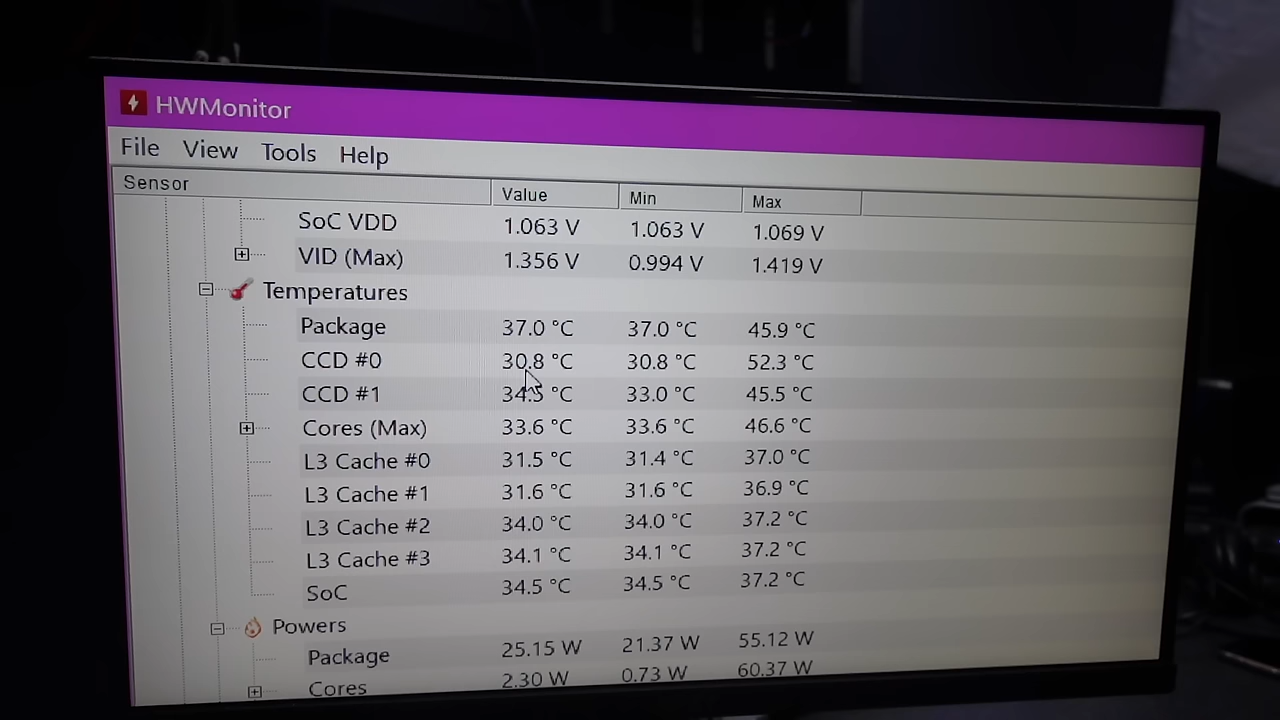 HWMonitor
File View Tools Help
Sensor Value Min Max
SoC VDD 1.063 V 1.063 V 1.069 V
VID (Max) 1.356 V 0.994 V 1.419 V
Temperatures
Package 37.0 °C 37.0 °C 45.9 °C
CCD #0 30.8 °C 30.8 °C 52.3 °C
CCD #1 34.5 °C 33.0 °C 45.5 °C
Cores (Max) 33.6 °C 33.6 °C 46.6 °C
L3 Cache #0 31.5 °C 31.4 °C 37.0 °C
L3 Cache #1 31.6 °C 31.6 °C 36.9 °C
L3 Cache #2 34.0 °C 34.0 °C 37.2 °C
L3 Cache #3 34.1 °C 34.1 °C 37.2 °C
SoC 34.5 °C 34.5 °C 37.2 °C
Powers
Package 25.15 W 21.37 W 55.12 W
Cores 2.30 W 0.73 W 60.37 W